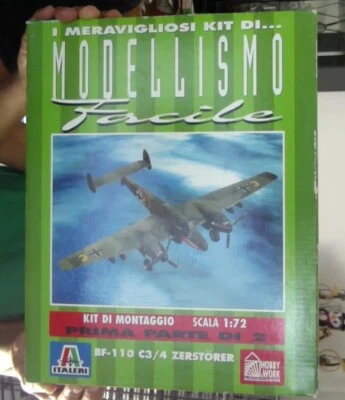 I MERAVIGLIOSI KIT DI...
MODELLISMO
Facile
KIT DI MONTAGGIO SCALA 1:72
PRIMA PARTE DI 2
BF-110 C3/4 ZERSTÖRER
ITALERI
HOBBY
WORK